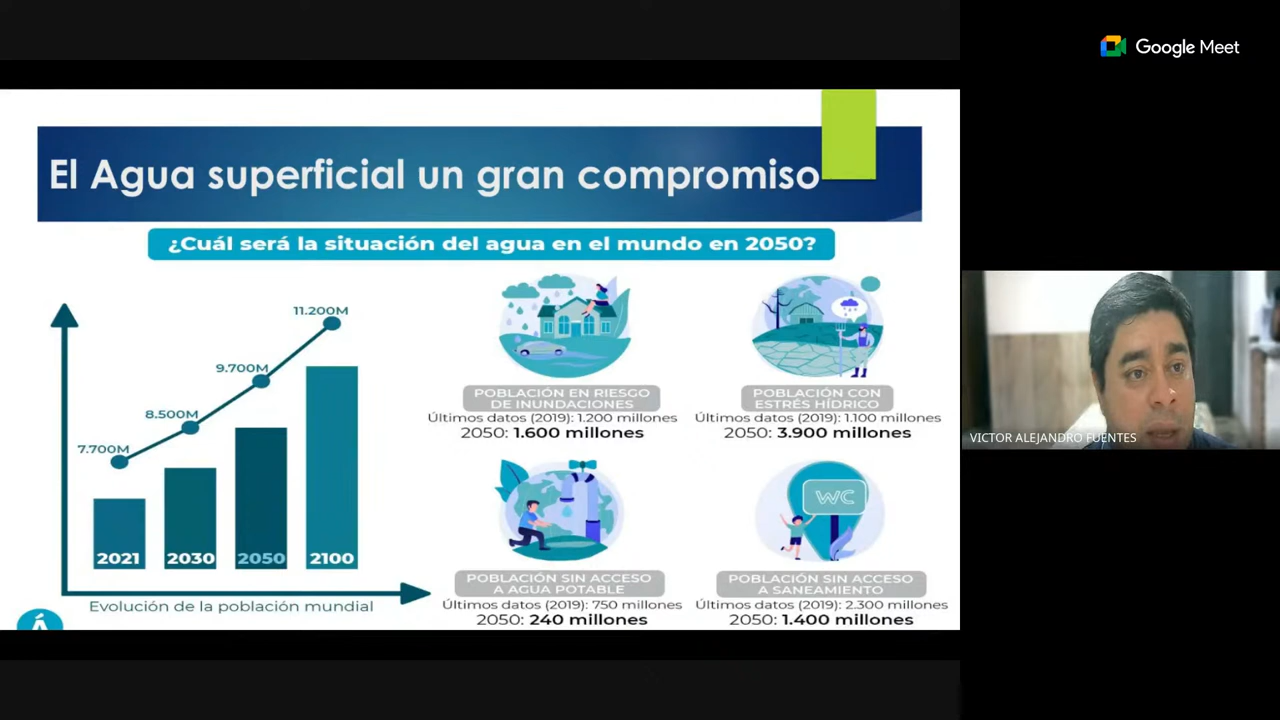 Google Meet
El Agua superficial un gran compromiso
¿Cuál será la situación del agua en el mundo en 2050?
11.200M
9.700M
8.500M
7.700M
2021 2030 2050 2100
Evolución de la población mundial
POBLACIÓN EN RIESGO
DE INUNDACIONES
Últimos datos (2019): 1.200 millones
2050: 1.600 millones
POBLACIÓN CON
ESTRÉS HÍDRICO
Últimos datos (2019): 1.100 millones
2050: 3.900 millones
POBLACIÓN SIN ACCESO
A AGUA POTABLE
Últimos datos (2019): 750 millones
2050: 240 millones
WC
POBLACIÓN SIN ACCESO
A SANEAMIENTO
Últimos datos (2019): 2.300 millones
2050: 1.400 millones
Á
VICTOR ALEJANDRO FUENTES